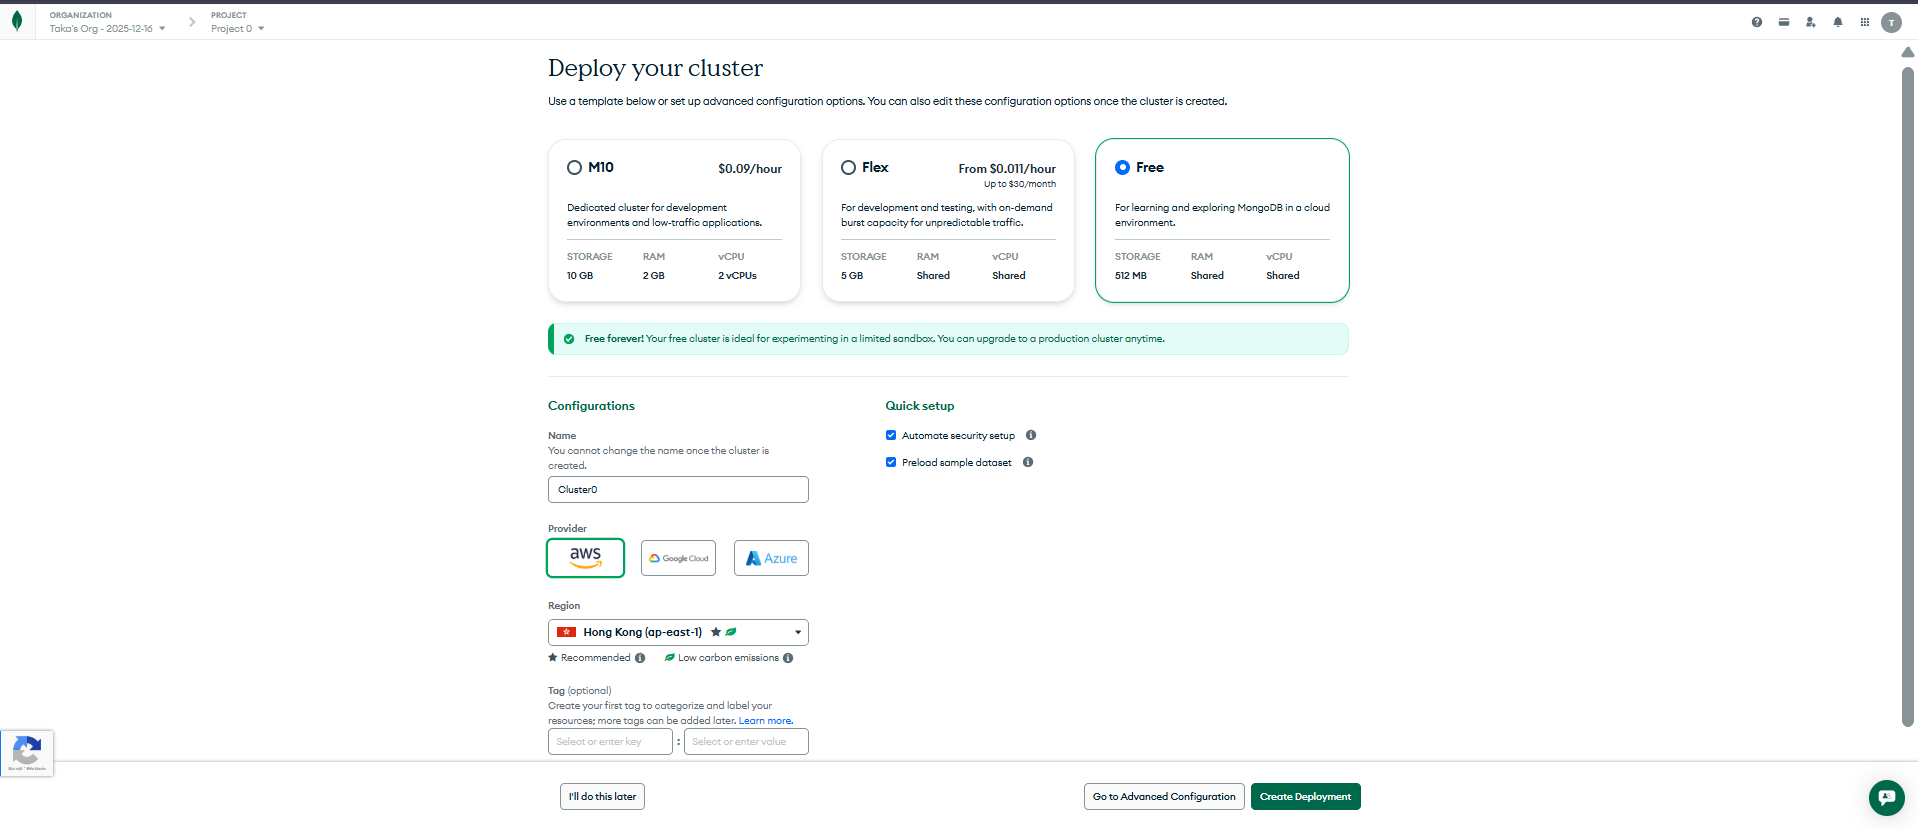 ORGANIZATION
Taka's Org - 2025-12-16
PROJECT
Project 0
T
Deploy your cluster
Use a template below or set up advanced configuration options. You can also edit these configuration options once the cluster is created.
M10 $0.09/hour
Dedicated cluster for development
environments and low-traffic applications.
STORAGE RAM vCPU
10 GB 2 GB 2 vCPUs
Flex From $0.011/hour
Up to $30/month
For development and testing, with on-demand
burst capacity for unpredictable traffic.
STORAGE RAM vCPU
5 GB Shared Shared
Free
For learning and exploring MongoDB in a cloud
environment.
STORAGE RAM vCPU
512 MB Shared Shared
Free forever! Your free cluster is ideal for experimenting in a limited sandbox. You can upgrade to a production cluster anytime.
Configurations
Name
You cannot change the name once the cluster is
created.
Cluster0
Provider
aws Google Cloud Azure
Region
Hong Kong (ap-east-1)
Recommended Low carbon emissions
Tag (optional)
Create your first tag to categorize and label your
resources; more tags can be added later. Learn more.
Select or enter key : Select or enter value
Quick setup
Automate security setup
Preload sample dataset
I'll do this later
Go to Advanced Configuration
Create Deployment